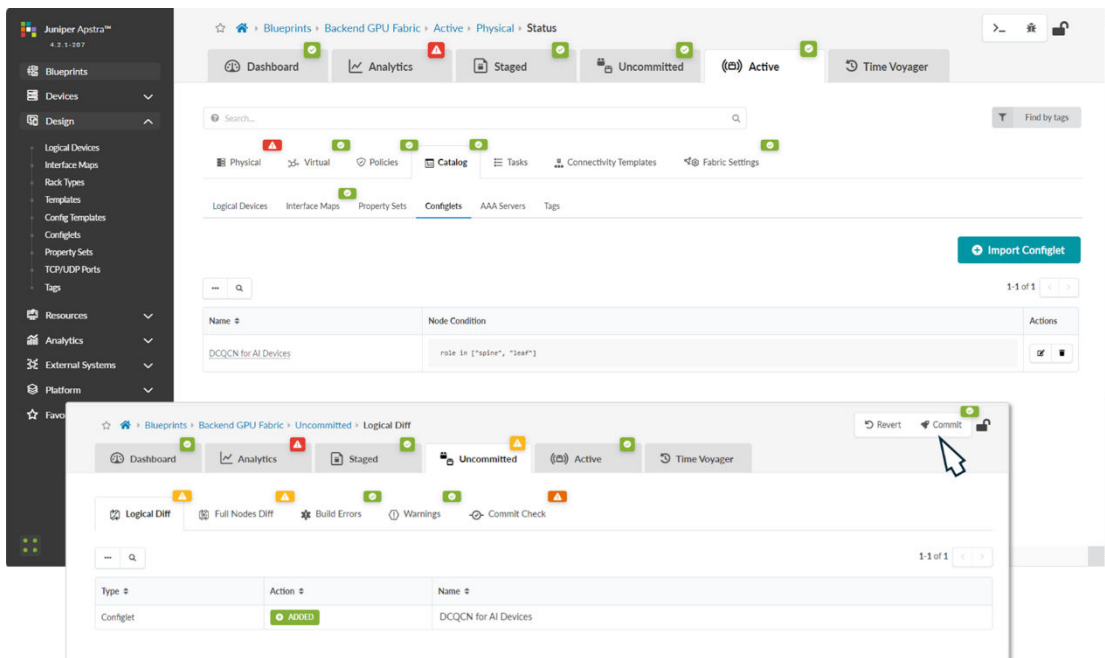 Juniper Apstra™
4.2.1-207
Blueprints
Devices
Design
Logical Devices
Interface Maps
Rack Types
Templates
Config Templates
Configlets
Property Sets
TCP/UDP Ports
Tags
Resources
Analytics
External Systems
Platform
Favo
Blueprints › Backend GPU Fabric › Active › Physical › Status
Dashboard Analytics Staged Uncommitted Active Time Voyager
Search... Find by tags
Physical Virtual Policies Catalog Tasks Connectivity Templates Fabric Settings
Logical Devices Interface Maps Property Sets Configlets AAA Servers Tags
Import Configlet
1-1 of 1
Name Node Condition Actions
DCQCN for AI Devices role in ["spine", "leaf"]
Blueprints › Backend GPU Fabric › Uncommitted › Logical Diff Revert Commit
Dashboard Analytics Staged Uncommitted Active Time Voyager
Logical Diff Full Nodes Diff Build Errors Warnings Commit Check
1-1 of 1
Type Action Name
Configlet ADDED DCQCN for AI Devices